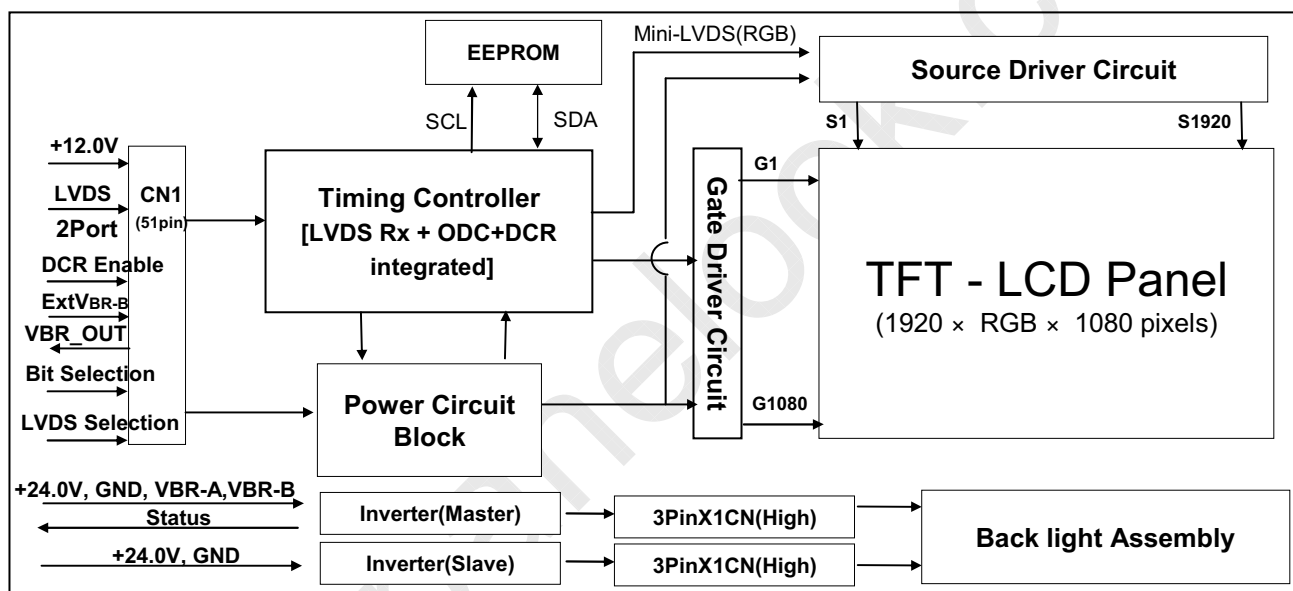 EEPROM
Mini-LVDS(RGB)
Source Driver Circuit
SCL
SDA
S1
S1920
+12.0V
LVDS
2Port
DCR Enable
ExtVBR-B
VBR_OUT
Bit Selection
LVDS Selection
CN1
(51pin)
Timing Controller
[LVDS Rx + ODC+DCR
integrated]
Power Circuit
Block
Gate Driver Circuit
G1
G1080
TFT - LCD Panel
(1920 × RGB × 1080 pixels)
+24.0V, GND, VBR-A,VBR-B
Status
+24.0V, GND
Inverter(Master)
Inverter(Slave)
3PinX1CN(High)
3PinX1CN(High)
Back light Assembly